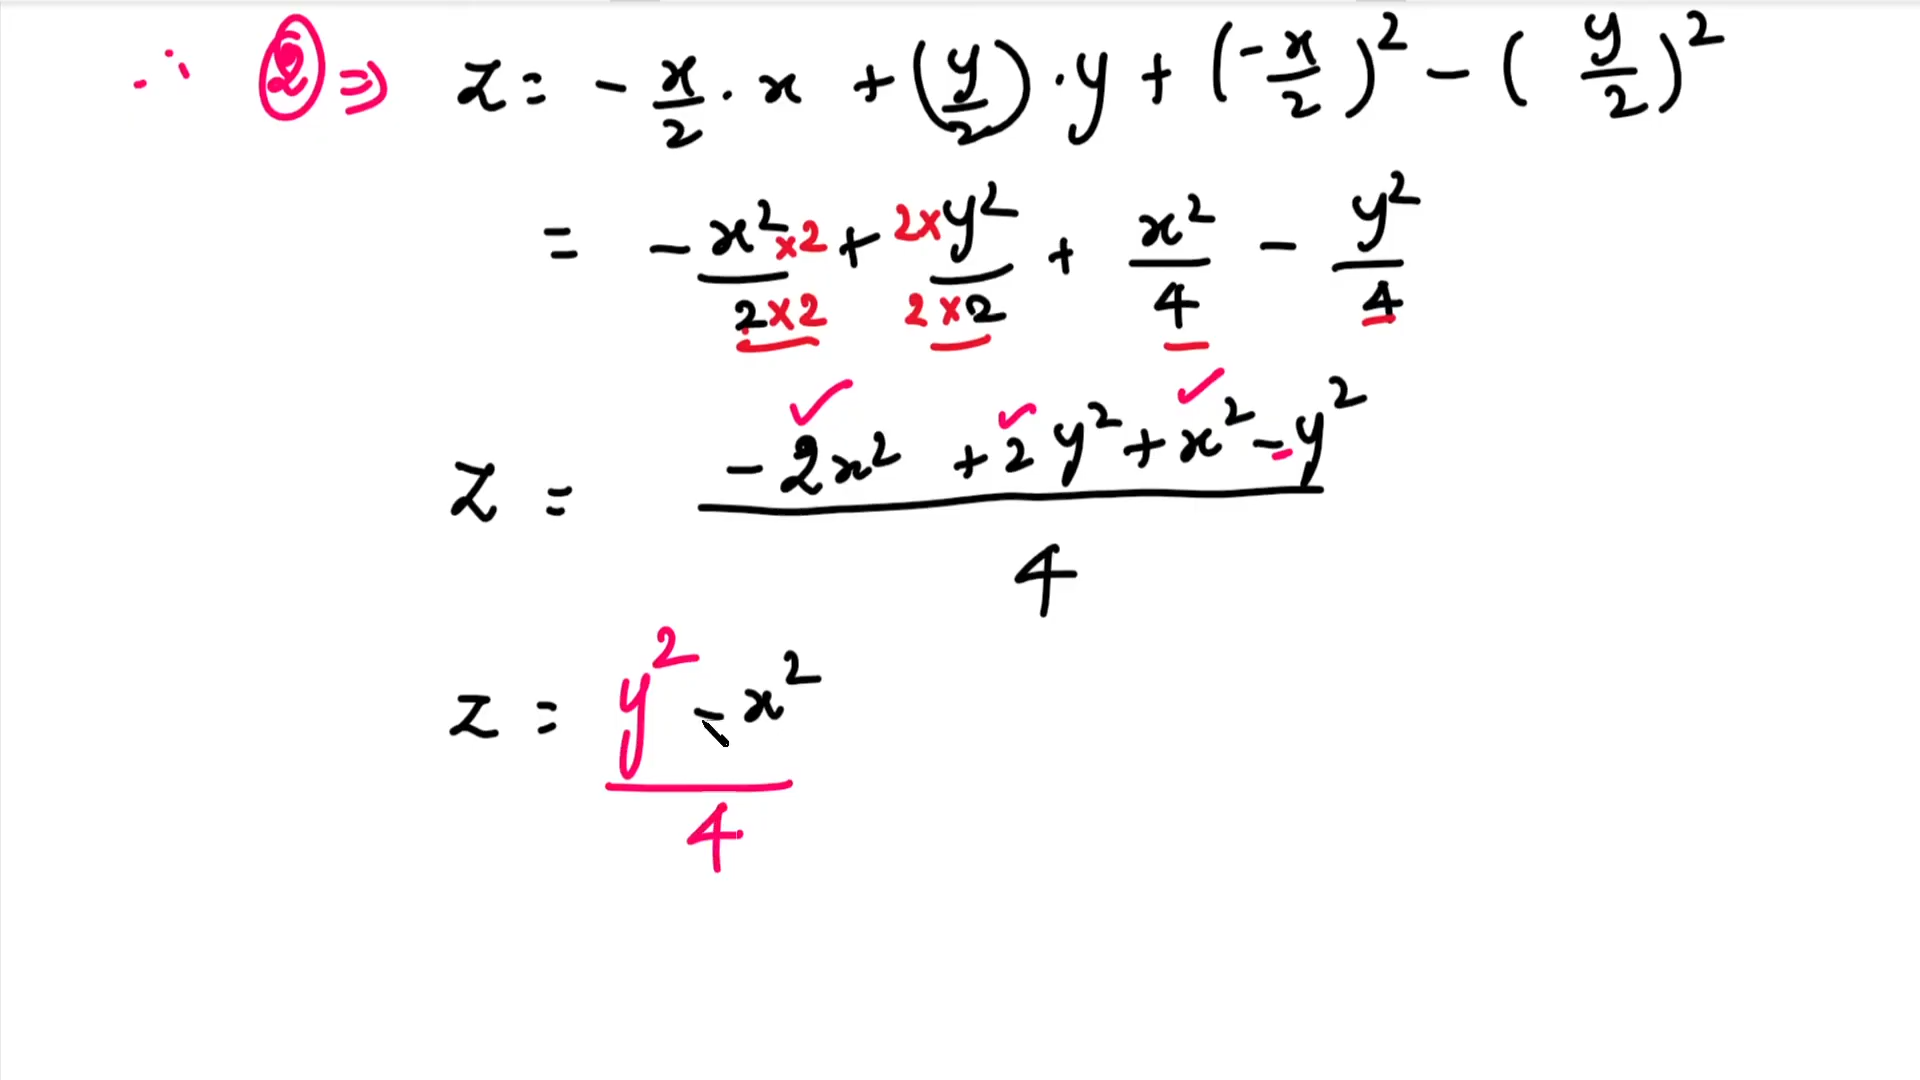 ∴ ② ⇒ z = - x/2 · x + (y/2) · y + (-x/2)² - (y/2)²
= - x²×2/2×2 + 2×y²/2×2 + x²/4 - y²/4
z = -2x² + 2y² + x² - y² / 4
z = y² - x² / 4